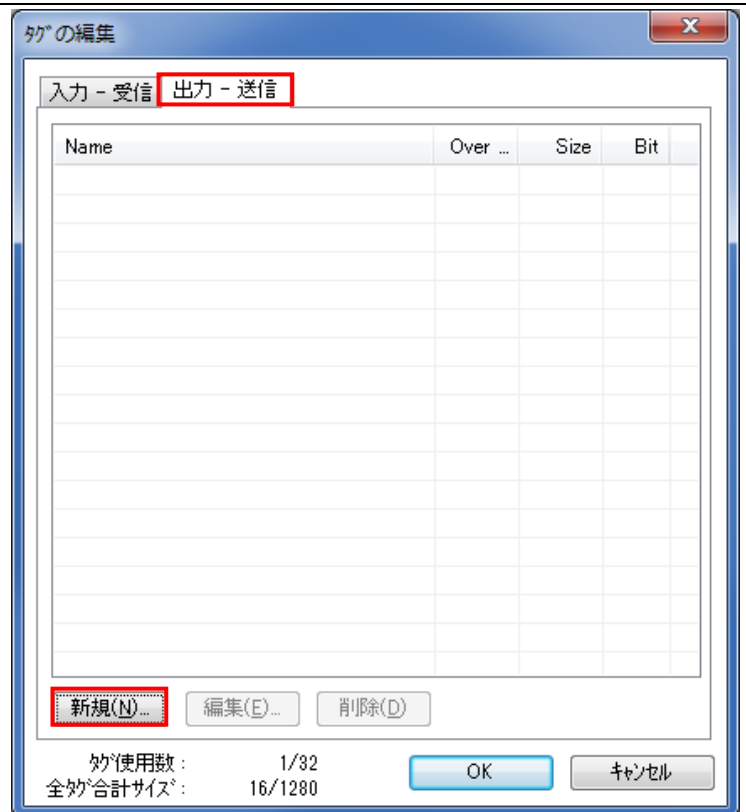 ﾀｸﾞの編集
入力 - 受信 出力 - 送信
Name Over ... Size Bit
新規(N)... 編集(E)... 削除(D)
ﾀｸﾞ使用数 : 1/32 OK ｷｬﾝｾﾙ
全ﾀｸﾞ合計サイズ : 16/1280